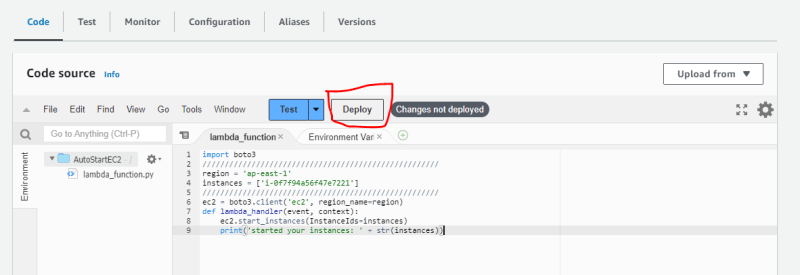 Code Test Monitor Configuration Aliases Versions
Code source Info Upload from
File Edit Find View Go Tools Window Test Deploy Changes not deployed
Go to Anything (Ctrl-P) lambda_function Environment Var
Environment
AutoStartEC2 - /
lambda_function.py
1 import boto3
2 ////////////////////////////////////////////////////////
3 region = 'ap-east-1'
4 instances = ['i-0f7f94a56f47e7221']
5 ////////////////////////////////////////////////////////
6 ec2 = boto3.client('ec2', region_name=region)
7 def lambda_handler(event, context):
8 ec2.start_instances(InstanceIds=instances)
9 print('started your instances: ' + str(instances))